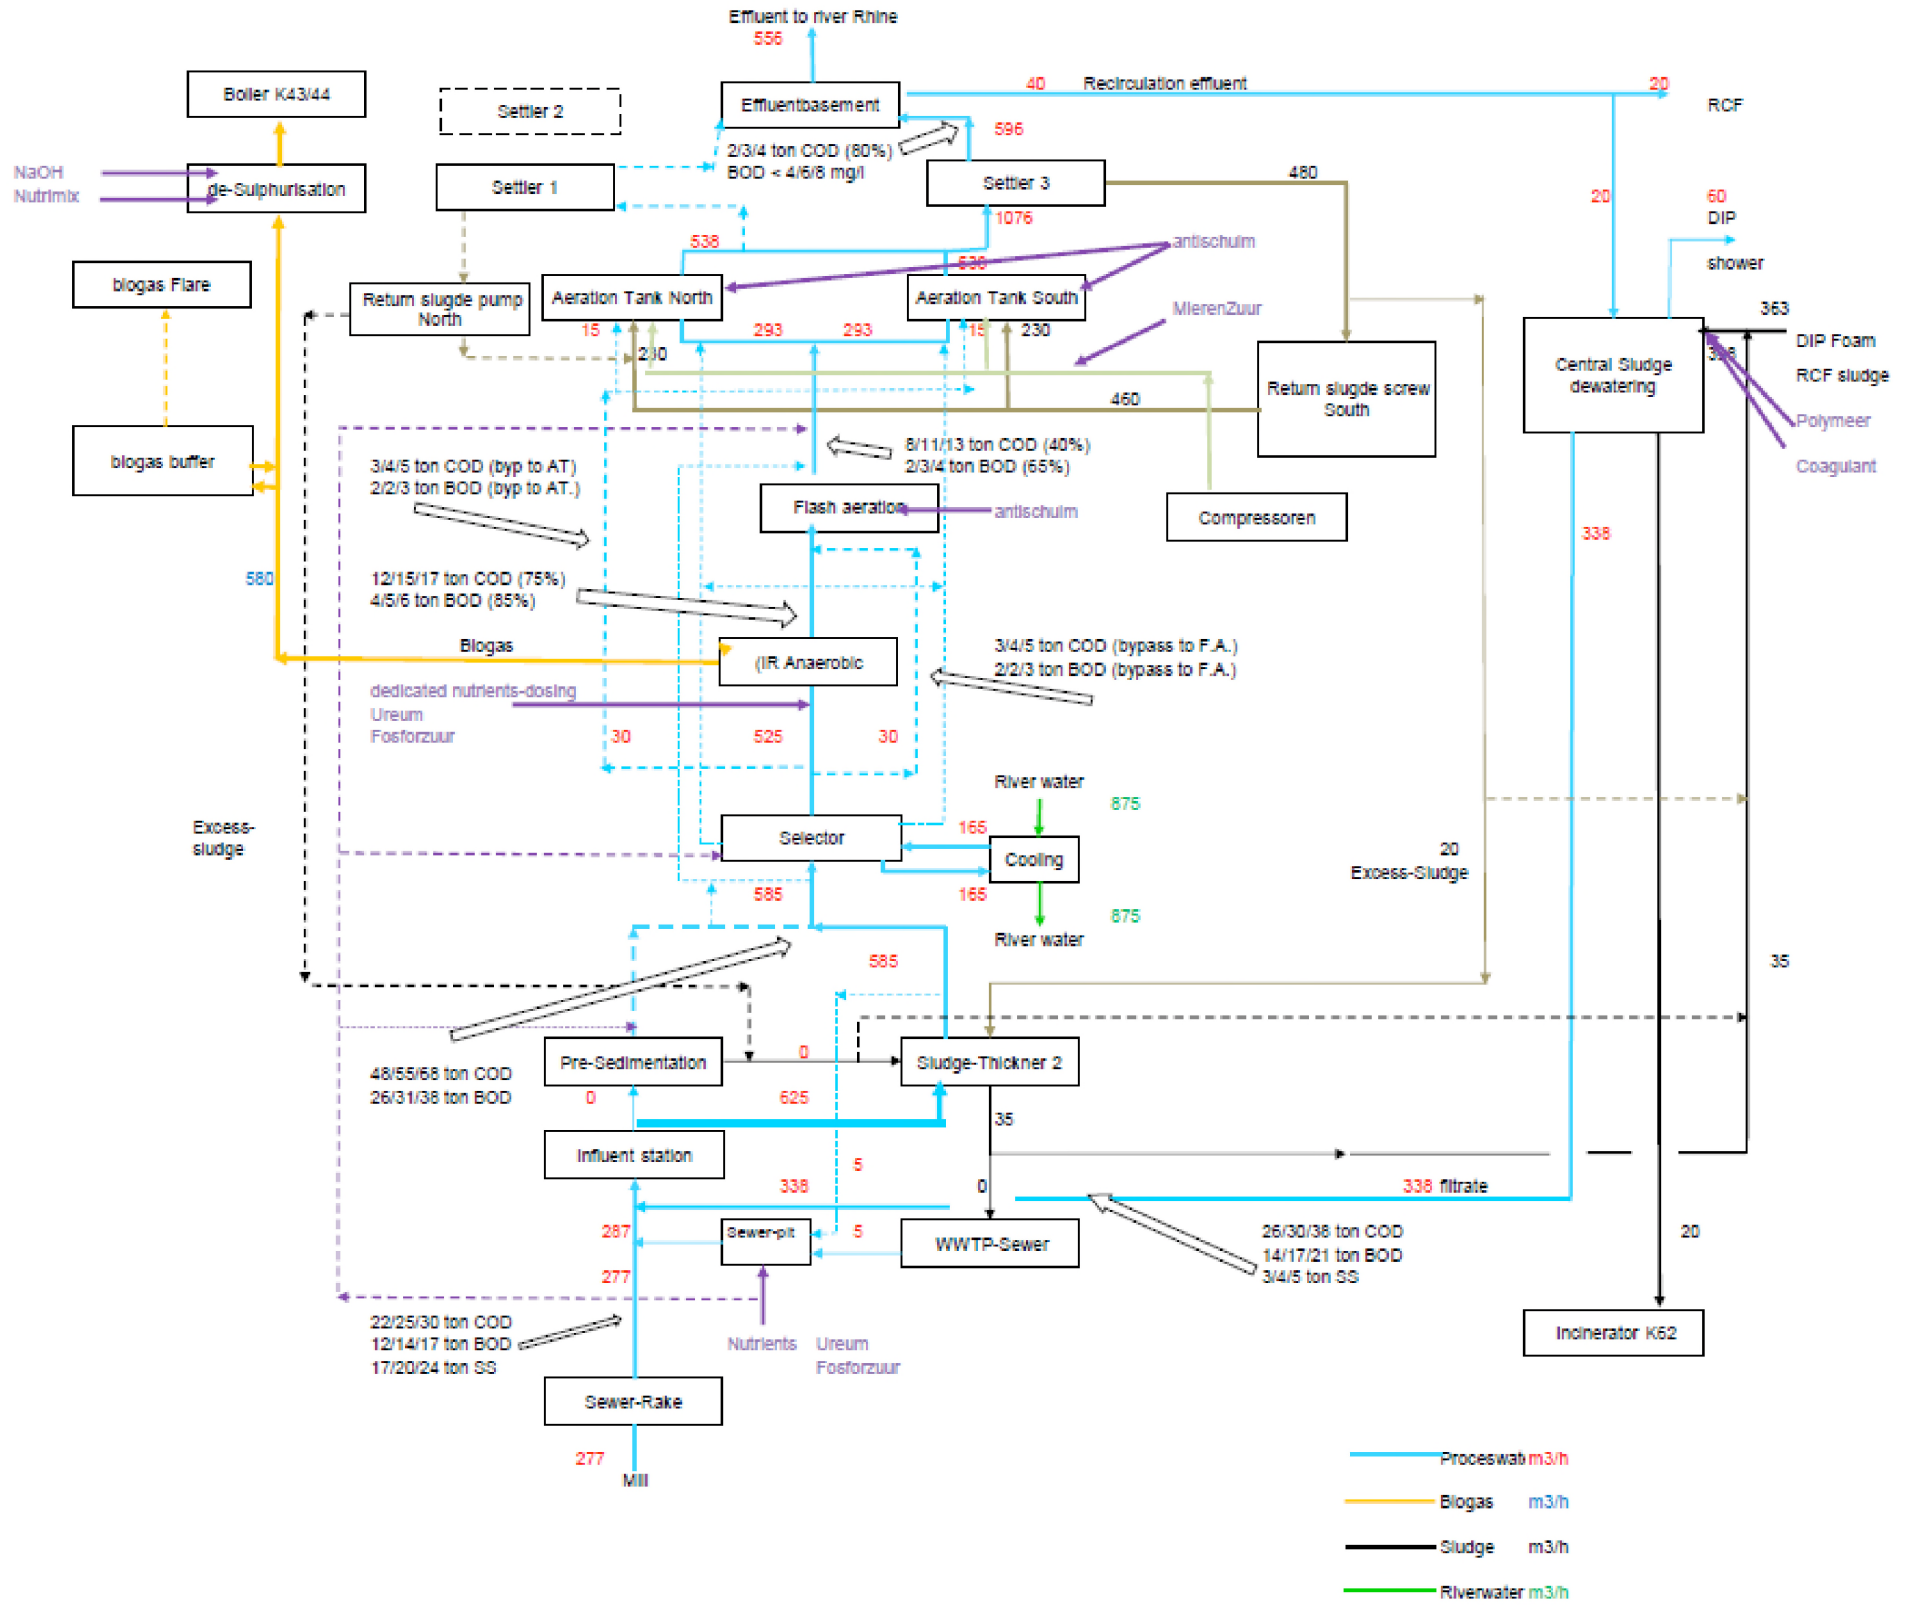 Effluent to river Rhine
556
Boiler K43/44
Settler 2
Effluentbasement
40
Recirculation effluent
20
RCF
596
2/3/4 ton COD (80%)
BOD < 4/6/8 mg/l
NaOH
Nutrimix
de-Sulphurisation
Settler 1
Settler 3
480
1076
20
60
DIP
shower
538
antischuim
biogas Flare
Return slugde pump
North
Aeration Tank North
Aeration Tank South
MierenZuur
15
293
293
15
230
230
363
DIP Foam
RCF sludge
Central Sludge
dewatering
Return slugde screw
South
460
Polymeer
Coagulant
biogas buffer
8/11/13 ton COD (40%)
2/3/4 ton BOD (65%)
3/4/5 ton COD (byp to AT)
2/2/3 ton BOD (byp to AT.)
Flash aeration
antischuim
Compressoren
338
580
12/15/17 ton COD (75%)
4/5/6 ton BOD (85%)
Biogas
(IR Anaerobic
3/4/5 ton COD (bypass to F.A.)
2/2/3 ton BOD (bypass to F.A.)
dedicated nutrients-dosing
Ureum
Fosforzuur
30
525
30
River water
875
Excess-
sludge
Selector
165
Cooling
20
Excess-Sludge
585
165
875
River water
585
35
Pre-Sedimentation
0
Sludge-Thickner 2
48/55/68 ton COD
26/31/38 ton BOD
0
625
35
Influent station
5
338
0
338 filtrate
287
Sewer-pit
5
WWTP-Sewer
26/30/38 ton COD
14/17/21 ton BOD
3/4/5 ton SS
20
277
22/25/30 ton COD
12/14/17 ton BOD
17/20/24 ton SS
Nutrients
Ureum
Fosforzuur
Incinerator K62
Sewer-Rake
277
Mill
Proceswat m3/h
Biogas m3/h
Sludge m3/h
Riverwater m3/h